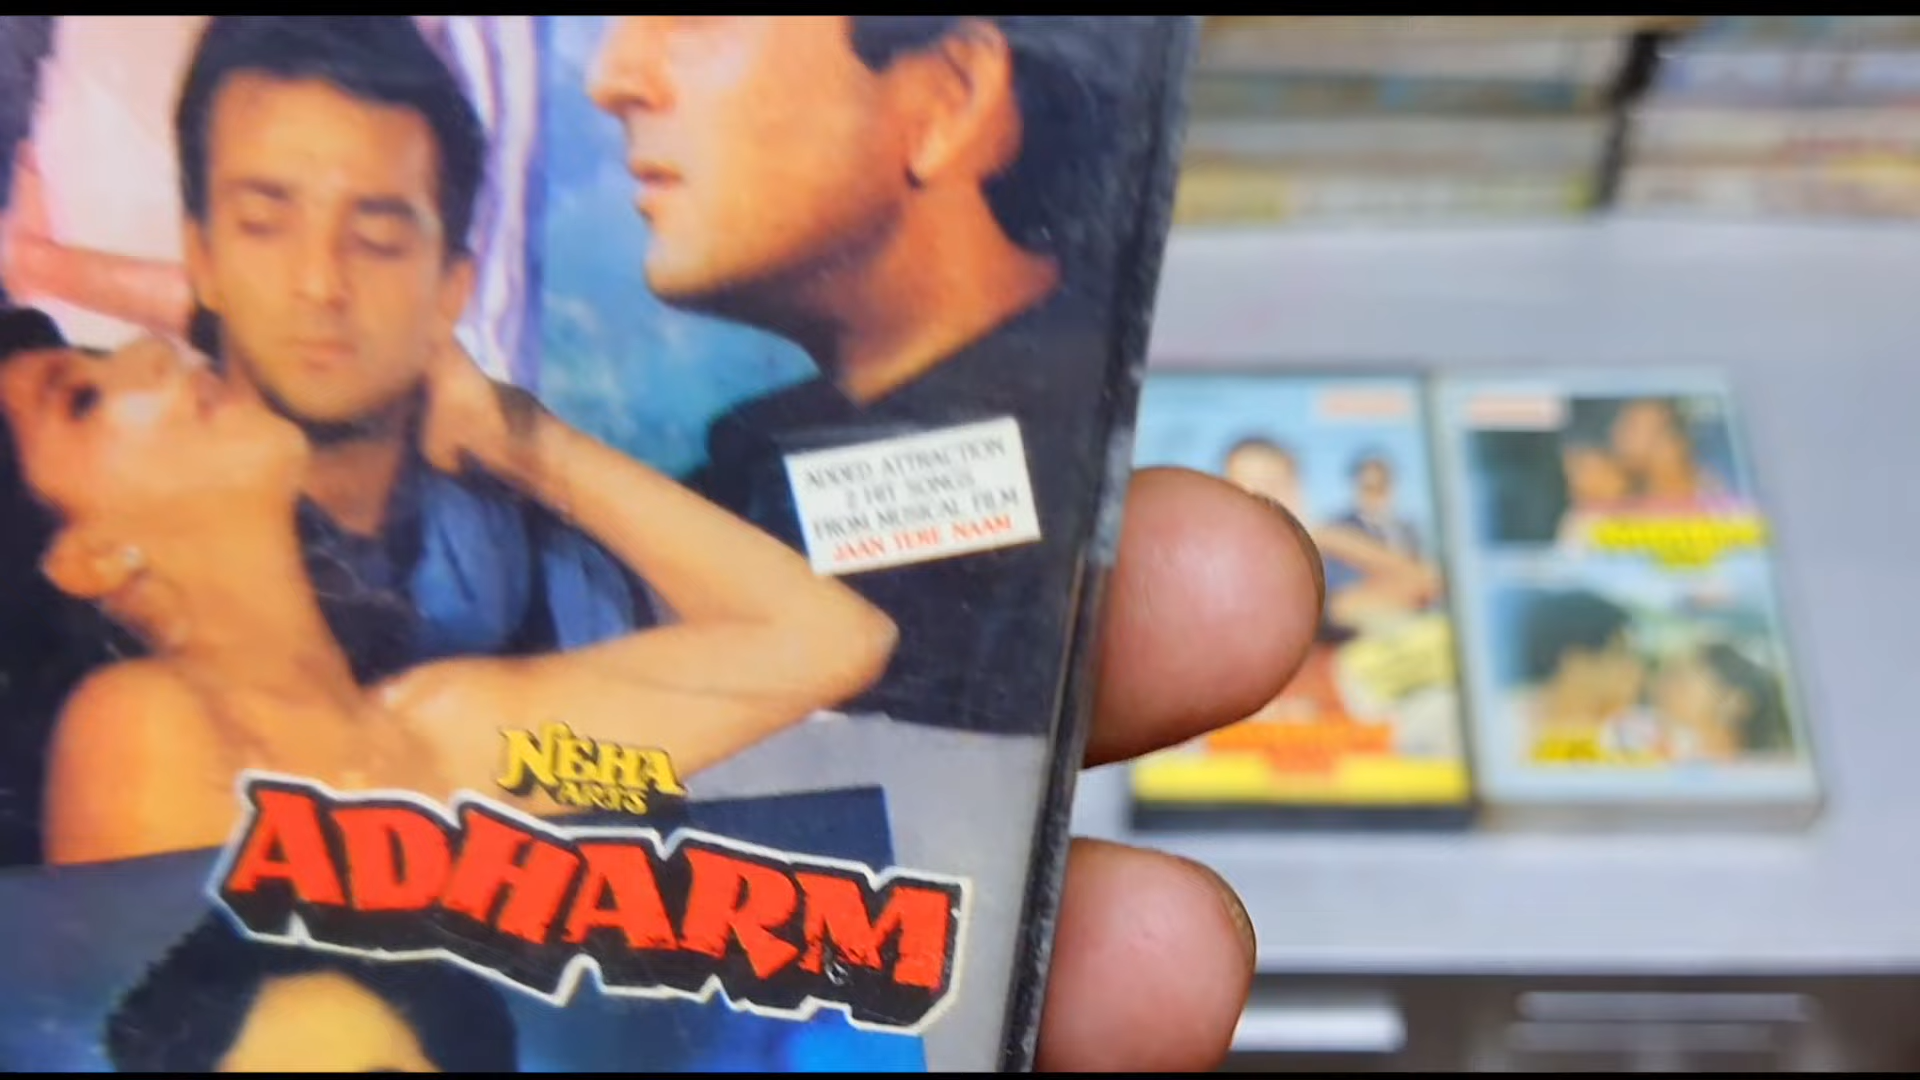 ADDED ATTRACTION
2 HIT SONGS
FROM MUSICAL FILM
JAAN TERE NAAM
NEHA
ARTS
ADHARM